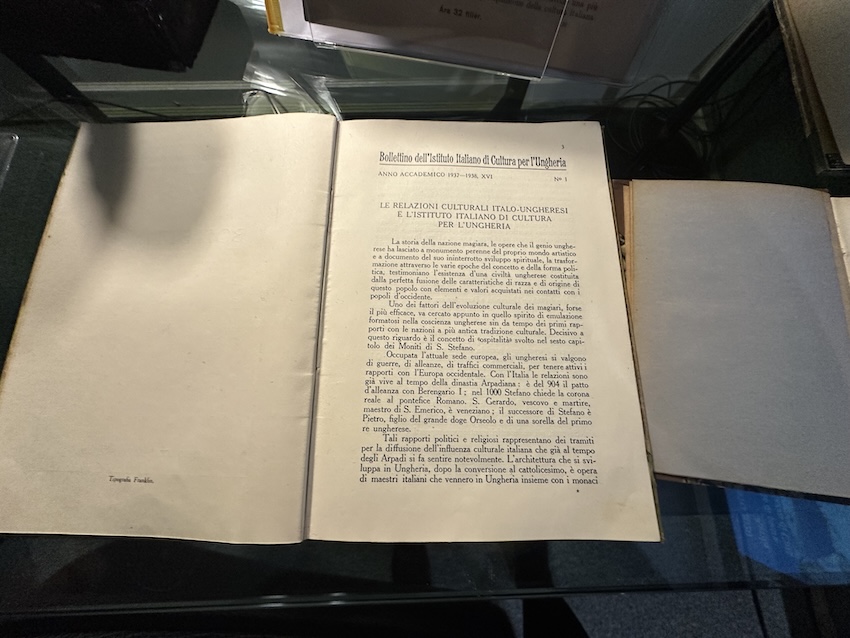 Ára 32 fillér.
3
Bollettino dell'Istituto Italiano di Cultura per l'Ungheria
ANNO ACCADEMICO 1937—1938, XVI
Nº 1
LE RELAZIONI CULTURALI ITALO-UNGHERESI
E L'ISTITUTO ITALIANO DI CULTURA
PER L'UNGHERIA
La storia della nazione magiara, le opere che il genio unghe-
rese ha lasciato a monumento perenne del proprio mondo artistico
e a documento del suo ininterrotto sviluppo spirituale, la trasfor-
mazione attraverso le varie epoche del concetto e della forma poli-
tica, testimoniano l'esistenza d'una civiltà ungherese costituita
dalla perfetta fusione delle caratteristiche di razza e di origine di
questo popolo con elementi e valori acquistati nei contatti con i
popoli d'occidente.
Uno dei fattori dell'evoluzione culturale dei magiari, forse
il più efficace, va cercato appunto in quello spirito di emulazione
formatosi nella coscienza ungherese sin da tempo dei primi rap-
porti con le nazioni a più antica tradizione culturale. Decisivo a
questo riguardo è il concetto di «ospitalità» svolto nel sesto capi-
tolo dei Moniti di S. Stefano.
Occupata l'attuale sede europea, gli ungheresi si valgono
di guerre, di alleanze, di traffici commerciali, per tenere attivi i
rapporti con l'Europa occidentale. Con l'Italia le relazioni sono
già vive al tempo della dinastia Arpadiana : è del 904 il patto
d'alleanza con Berengario I ; nel 1000 Stefano chiede la corona
reale al pontefice Romano. S. Gerardo, vescovo e martire,
maestro di S. Emerico, è veneziano ; il successore di Stefano è
Pietro, figlio del grande doge Orseolo e di una sorella del primo
re ungherese.
Tali rapporti politici e religiosi rappresentano dei tramiti
per la diffusione dell'influenza culturale italiana che già al tempo
degli Arpadi si fa sentire notevolmente. L'architettura che si svi-
luppa in Ungheria, dopo la conversione al cattolicesimo, è opera
di maestri italiani che vennero in Ungheria insieme con i monaci
*
Tipografia Franklin.